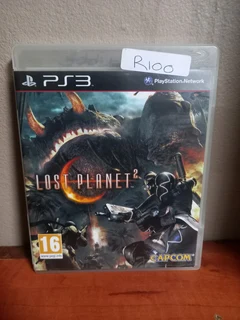 R100
PS3
PlayStation Network
LOST PLANET 2
16
CAPCOM